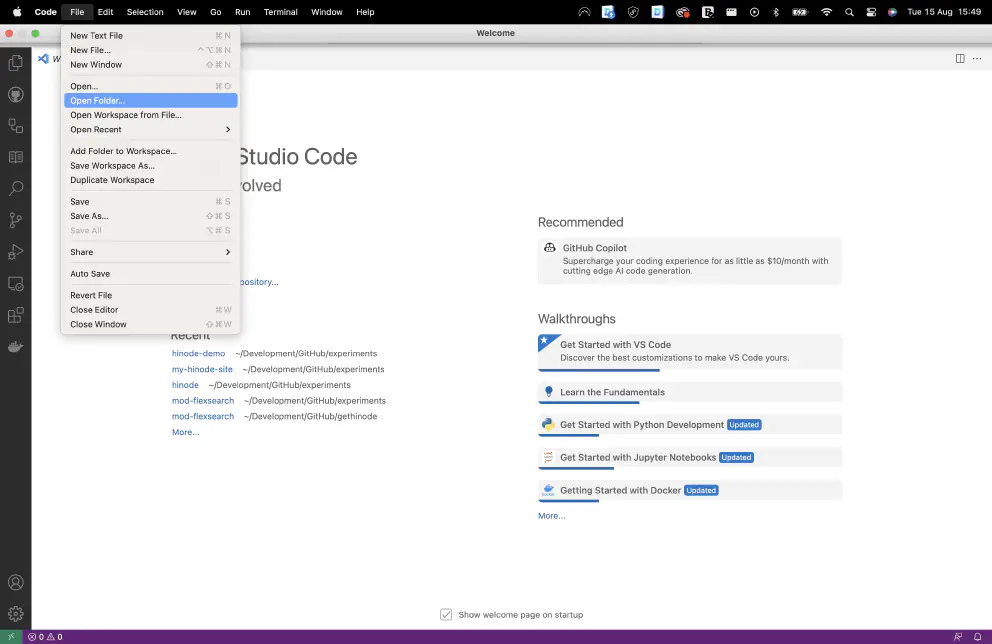 Code File Edit Selection View Go Run Terminal Window Help Tue 15 Aug 15:49
Welcome
New Text File ⌘ N
New File... ^⌥⌘ N
New Window ⇧⌘ N
Open... ⌘ O
Open Folder...
Open Workspace from File...
Open Recent
Add Folder to Workspace...
Save Workspace As...
Duplicate Workspace
Save ⌘ S
Save As... ⇧⌘ S
Save All ⌥⌘ S
Share
Auto Save
Revert File
Close Editor ⌘ W
Close Window ⇧⌘ W
W
Studio Code
volved
pository...
Recent
hinode-demo ~/Development/GitHub/experiments
my-hinode-site ~/Development/GitHub/experiments
hinode ~/Development/GitHub/experiments
mod-flexsearch ~/Development/GitHub/experiments
mod-flexsearch ~/Development/GitHub/gethinode
More...
Recommended
GitHub Copilot
Supercharge your coding experience for as little as $10/month with
cutting edge AI code generation.
Walkthroughs
Get Started with VS Code
Discover the best customizations to make VS Code yours.
Learn the Fundamentals
Get Started with Python Development Updated
Get Started with Jupyter Notebooks Updated
Getting Started with Docker Updated
More...
Show welcome page on startup
0 0